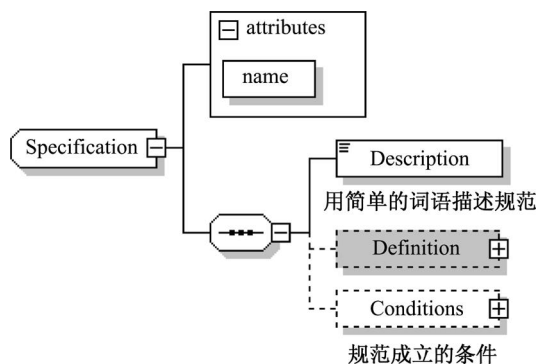 attributes
name
Specification
Description
用简单的词语描述规范
Definition
Conditions
规范成立的条件